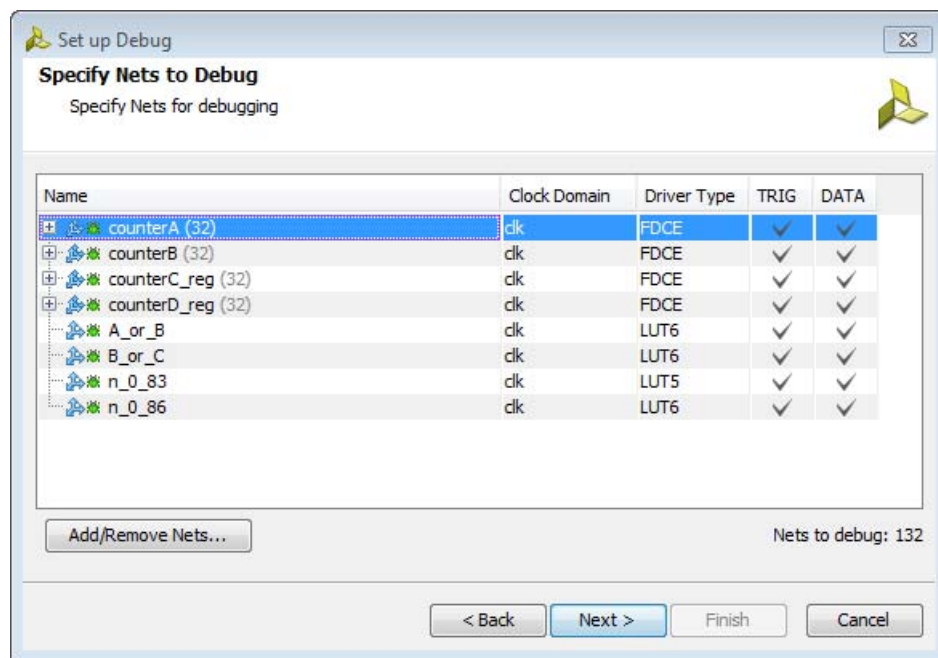 Set up Debug
Specify Nets to Debug
Specify Nets for debugging
Name Clock Domain Driver Type TRIG DATA
counterA (32) clk FDCE
counterB (32) clk FDCE
counterC_reg (32) clk FDCE
counterD_reg (32) clk FDCE
A_or_B clk LUT6
B_or_C clk LUT6
n_0_83 clk LUT5
n_0_86 clk LUT6
Add/Remove Nets... Nets to debug: 132
< Back Next > Finish Cancel